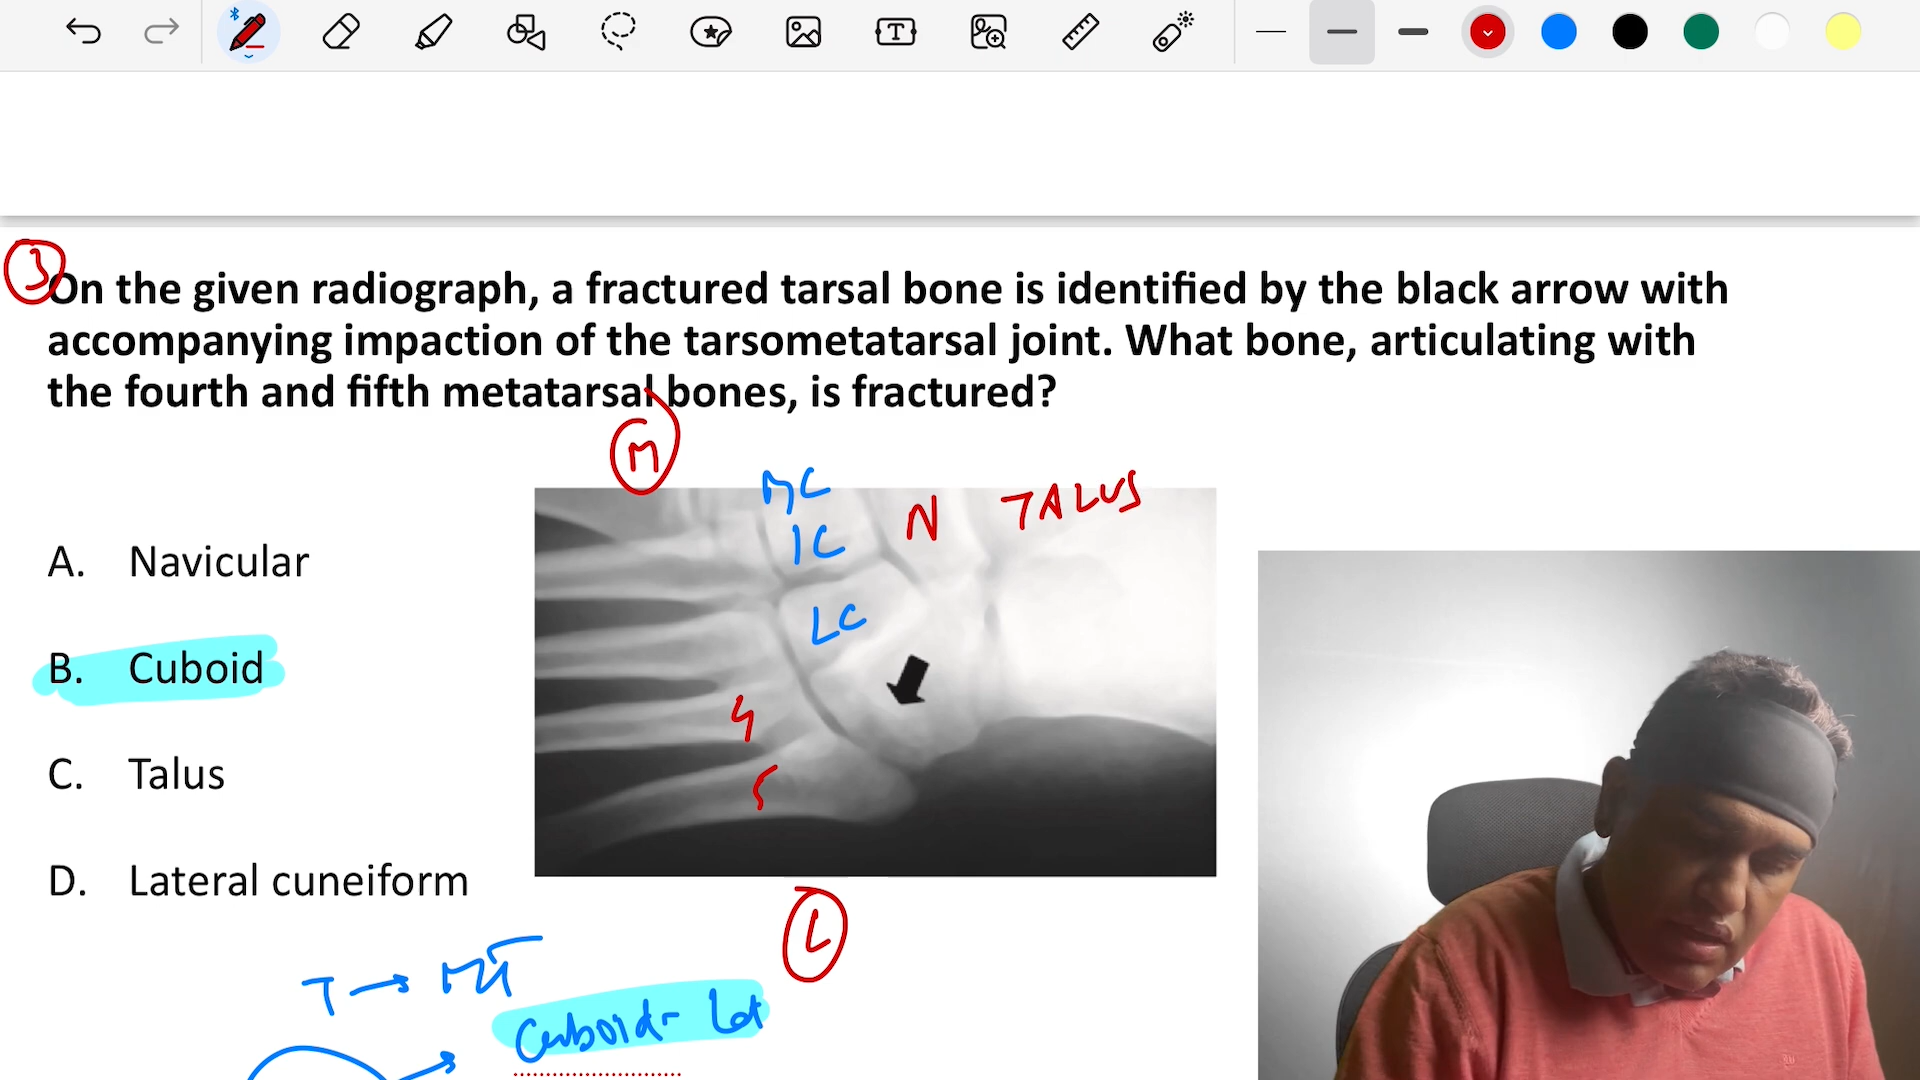 3
On the given radiograph, a fractured tarsal bone is identified by the black arrow with
accompanying impaction of the tarsometatarsal joint. What bone, articulating with
the fourth and fifth metatarsal bones, is fractured?
M
MC
IC
N
TALUS
LC
4
5
L
A. Navicular
B. Cuboid
C. Talus
D. Lateral cuneiform
T → MT
Cuboid - Lat